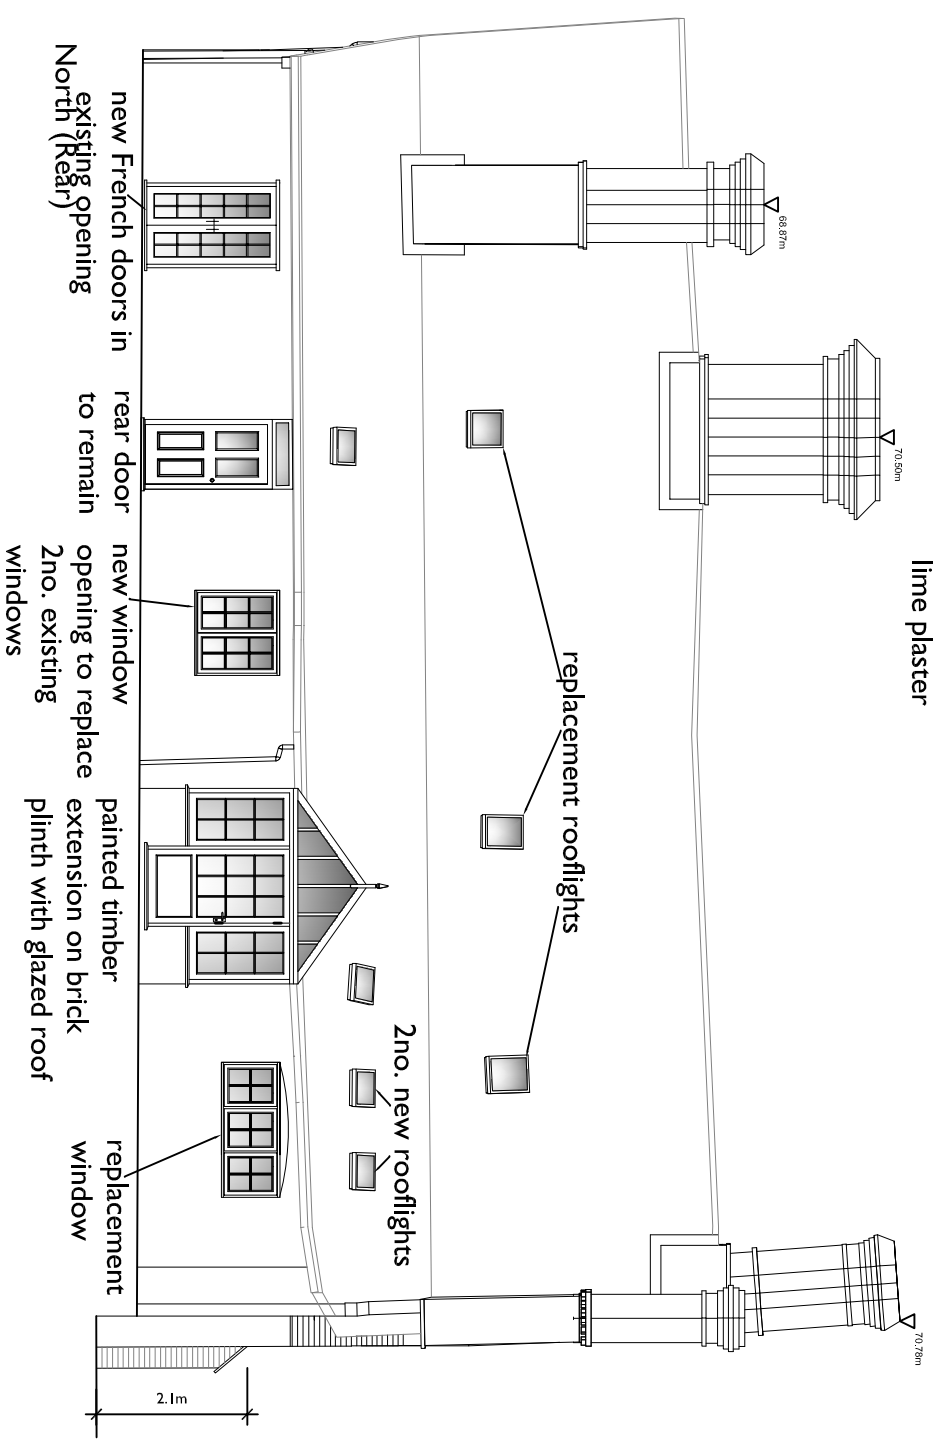 lime plaster
68.87m
70.50m
70.78m
replacement rooflights
2no. new rooflights
new French doors in
existing opening
North (Rear)
rear door
to remain
new window
opening to replace
2no. existing
windows
painted timber
extension on brick
plinth with glazed roof
replacement
window
2.1m